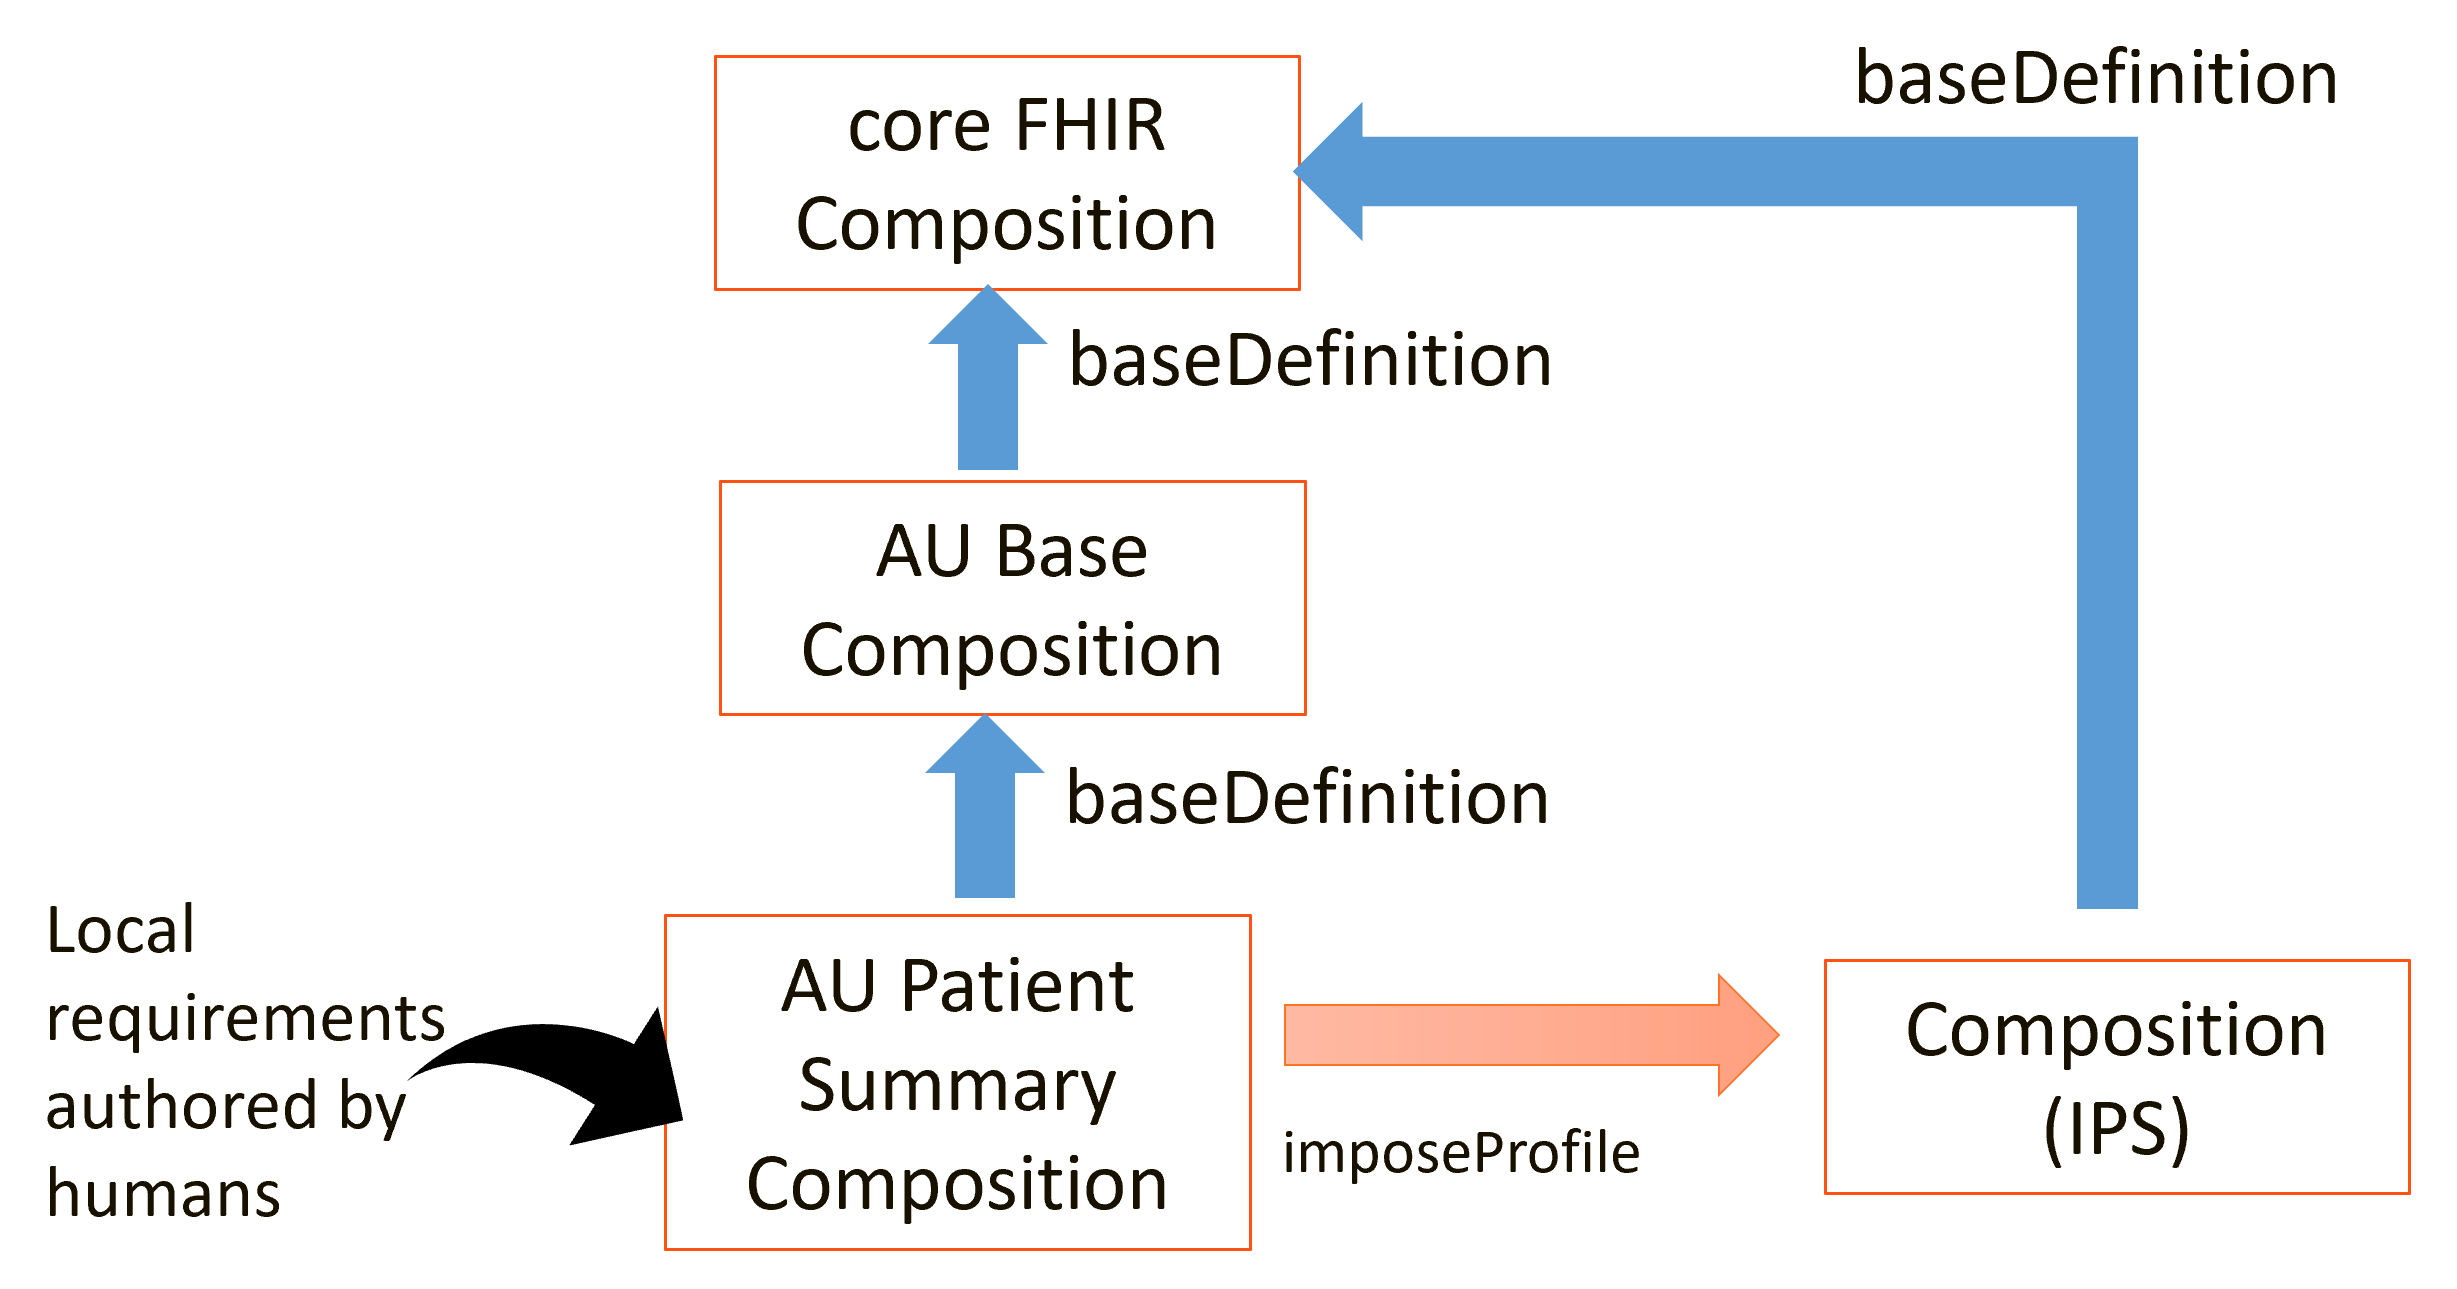 core FHIR
Composition
baseDefinition
baseDefinition
AU Base
Composition
baseDefinition
Local
requirements
authored by
humans
AU Patient
Summary
Composition
imposeProfile
Composition
(IPS)